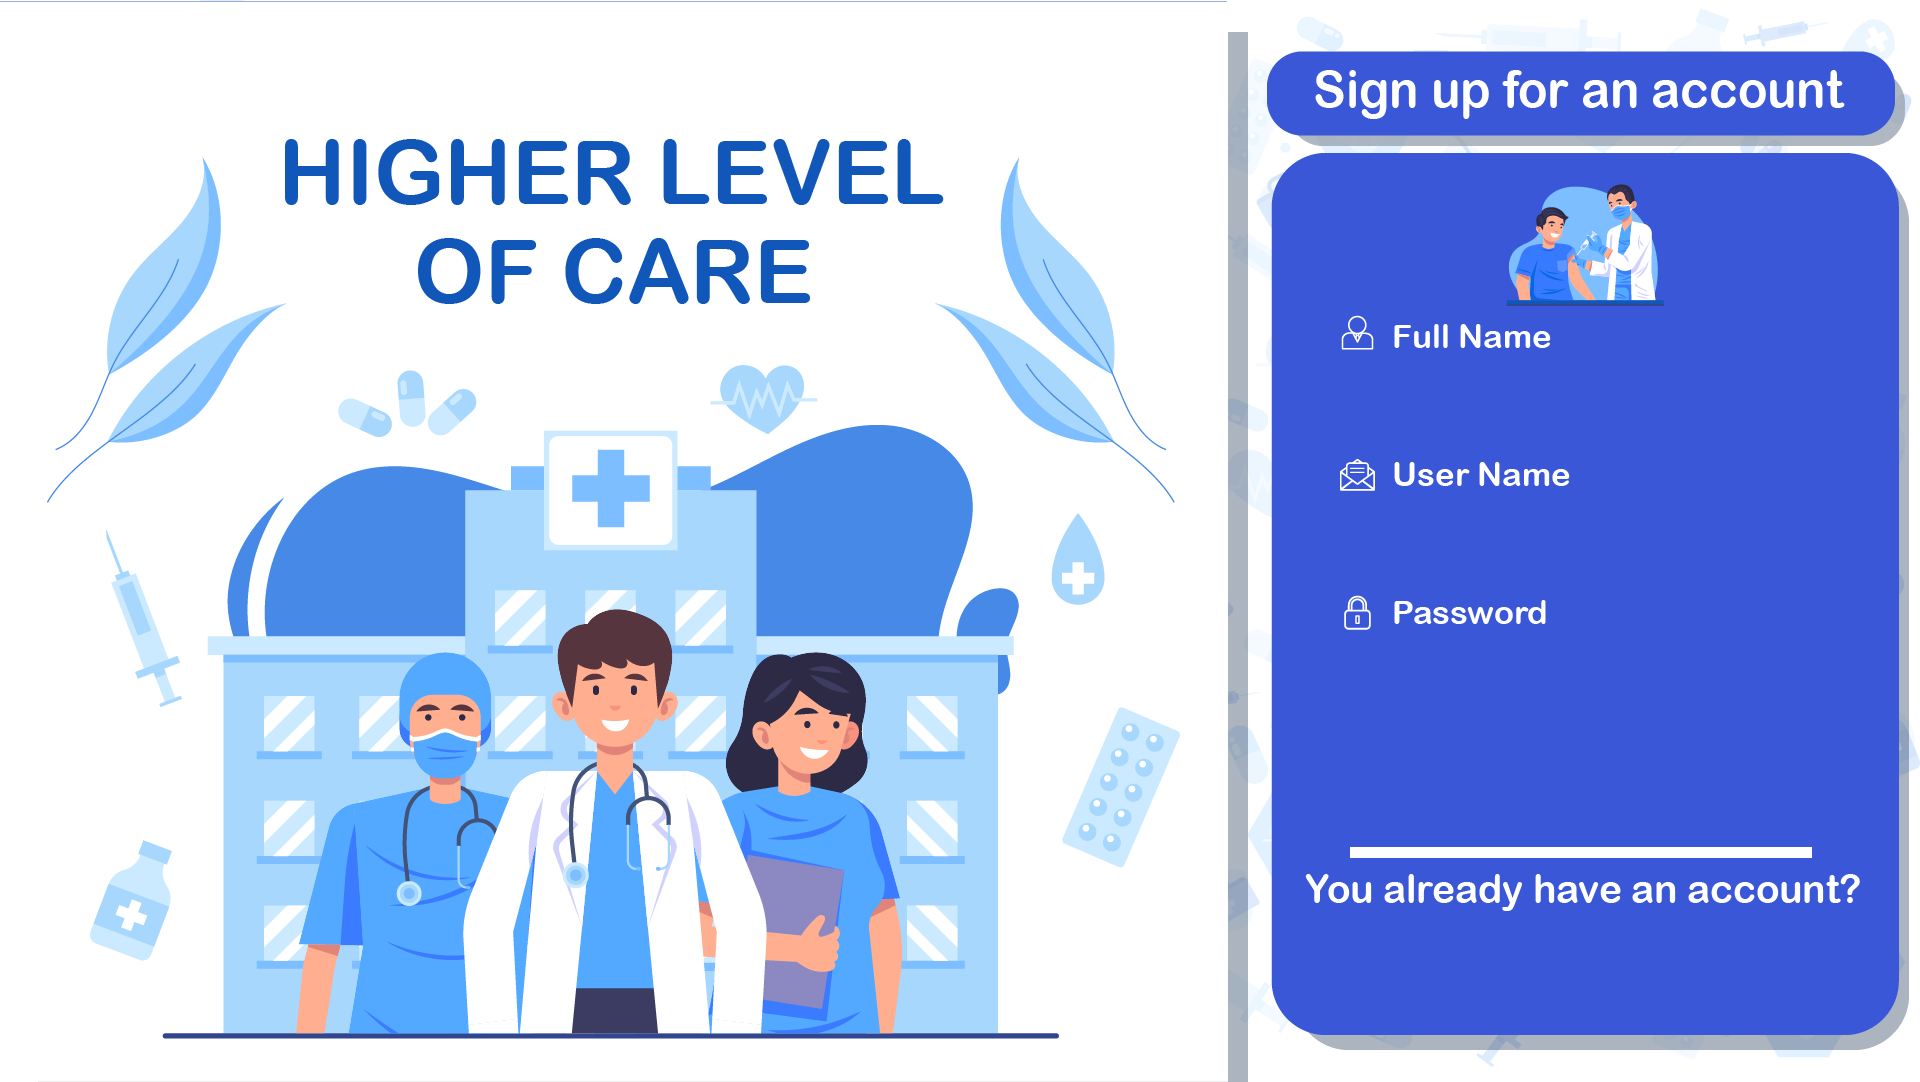 HIGHER LEVEL
OF CARE
Sign up for an account
Full Name
User Name
Password
You already have an account?